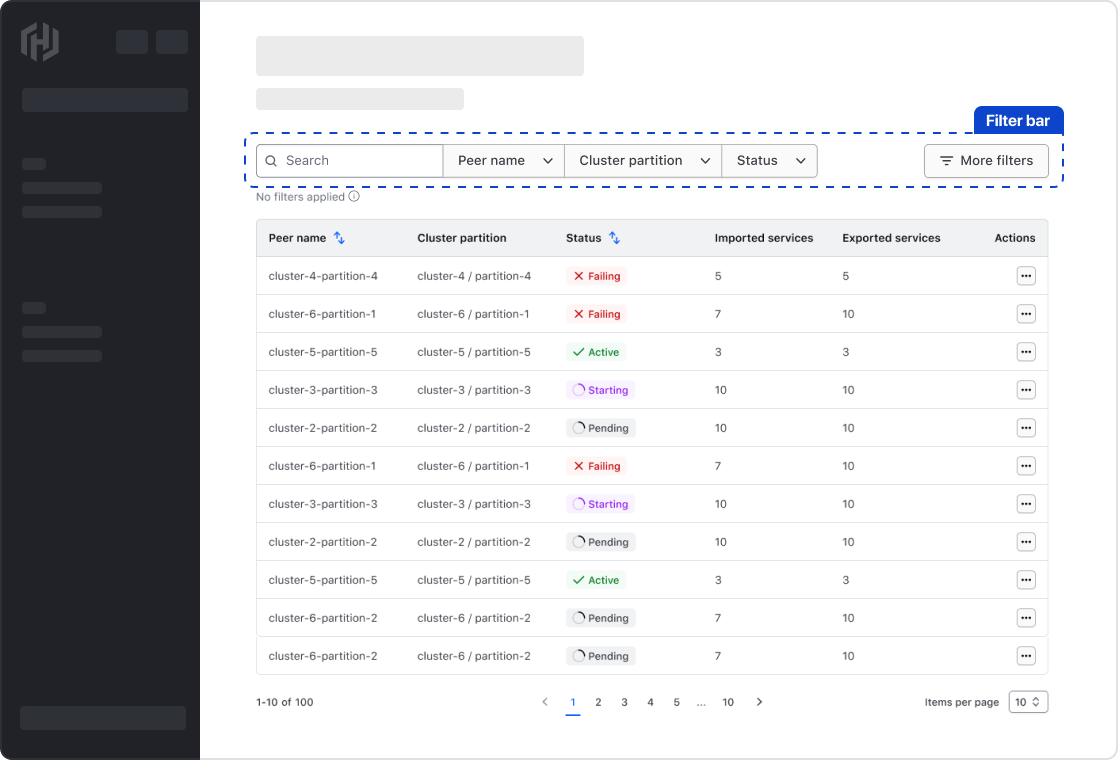 Filter bar
Search Peer name Cluster partition Status More filters
No filters applied
Peer name Cluster partition Status Imported services Exported services Actions
cluster-4-partition-4 cluster-4 / partition-4 Failing 5 5
cluster-6-partition-1 cluster-6 / partition-1 Failing 7 10
cluster-5-partition-5 cluster-5 / partition-5 Active 3 3
cluster-3-partition-3 cluster-3 / partition-3 Starting 10 10
cluster-2-partition-2 cluster-2 / partition-2 Pending 10 10
cluster-6-partition-1 cluster-6 / partition-1 Failing 7 10
cluster-3-partition-3 cluster-3 / partition-3 Starting 10 10
cluster-2-partition-2 cluster-2 / partition-2 Pending 10 10
cluster-5-partition-5 cluster-5 / partition-5 Active 3 3
cluster-6-partition-2 cluster-6 / partition-2 Pending 7 10
cluster-6-partition-2 cluster-6 / partition-2 Pending 7 10
1-10 of 100 1 2 3 4 5 ... 10 Items per page 10